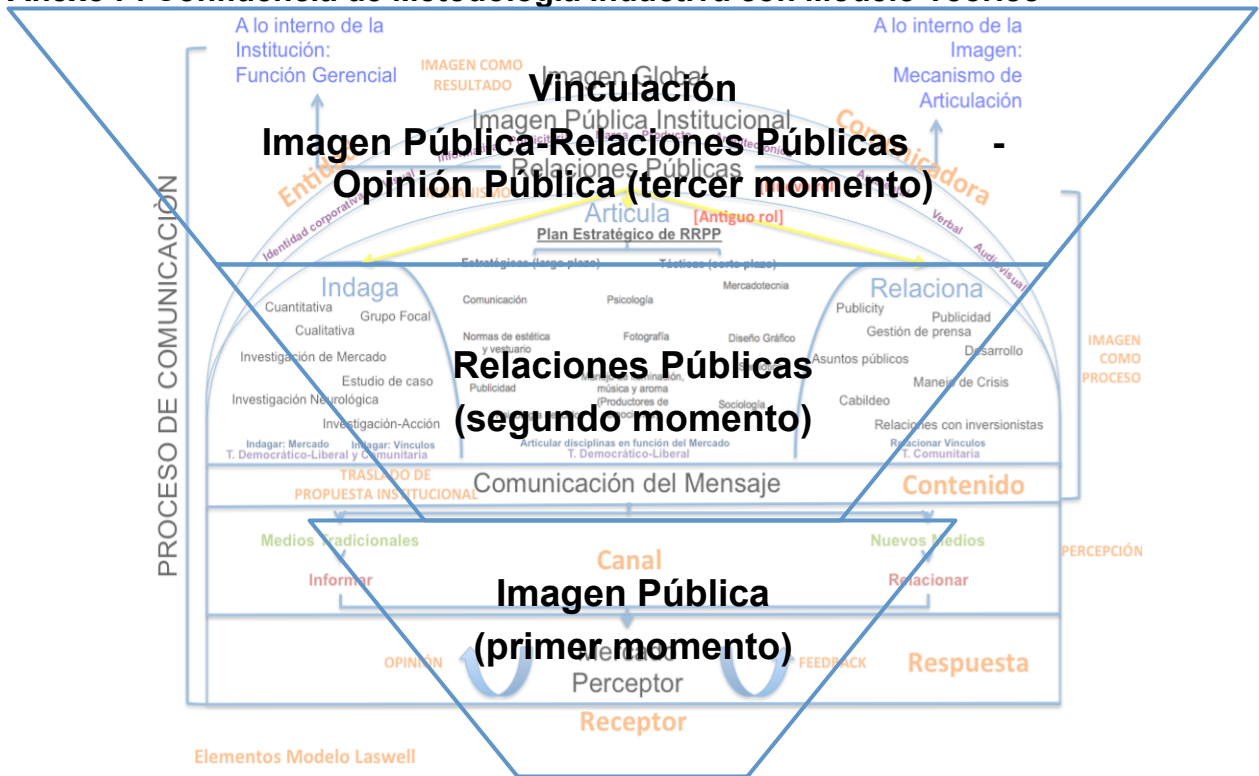 Anexo
Confluencia de Metodología Inductiva con Modelo Teórico
A lo interno de la
Institución:
Función Gerencial
A lo interno de la
Imagen:
Mecanismo de
Articulación
IMAGEN COMO
RESULTADO
Imagen Global
Vinculación
Imagen Pública Institucional
Imagen Pública-Relaciones Públicas -
Relaciones Públicas
Opinión Pública (tercer momento)
Comunicadora
Identidad corporativa
Verbal
Audiovisual
PROCESO DE COMUNICACIÓN
Articula
[Antiguo rol]
Plan Estratégico de RRPP
Estratégicas (largo plazo)
Tácticas (corto plazo)
Indaga
Cuantitativa
Grupo Focal
Cualitativa
Investigación de Mercado
Estudio de caso
Investigación Neurológica
Investigación-Acción
Indagar: Mercado
Indagar: Vínculos
T. Democrático-Liberal y Comunitaria
Comunicación
Psicología
Mercadotecnia
Normas de estética
y vestuario
Fotografía
Diseño Gráfico
Publicidad
música y aroma
(Productores de
Sociología
Relaciones Públicas
(segundo momento)
Articular disciplinas en función del Mercado
T. Democrático-Liberal
Relaciona
Publicity
Publicidad
Gestión de prensa
Desarrollo
Asuntos públicos
Manejo de Crisis
Cabildeo
Relaciones con inversionistas
Relacionar Vínculos
T. Comunitaria
IMAGEN
COMO
PROCESO
TRASLADO DE
PROPUESTA INSTITUCIONAL
Comunicación del Mensaje
Contenido
Medios Tradicionales
Nuevos Medios
Canal
PERCEPCIÓN
Informar
Relacionar
Imagen Pública
(primer momento)
OPINIÓN
Mercado
Perceptor
FEEDBACK
Respuesta
Receptor
Elementos Modelo Laswell